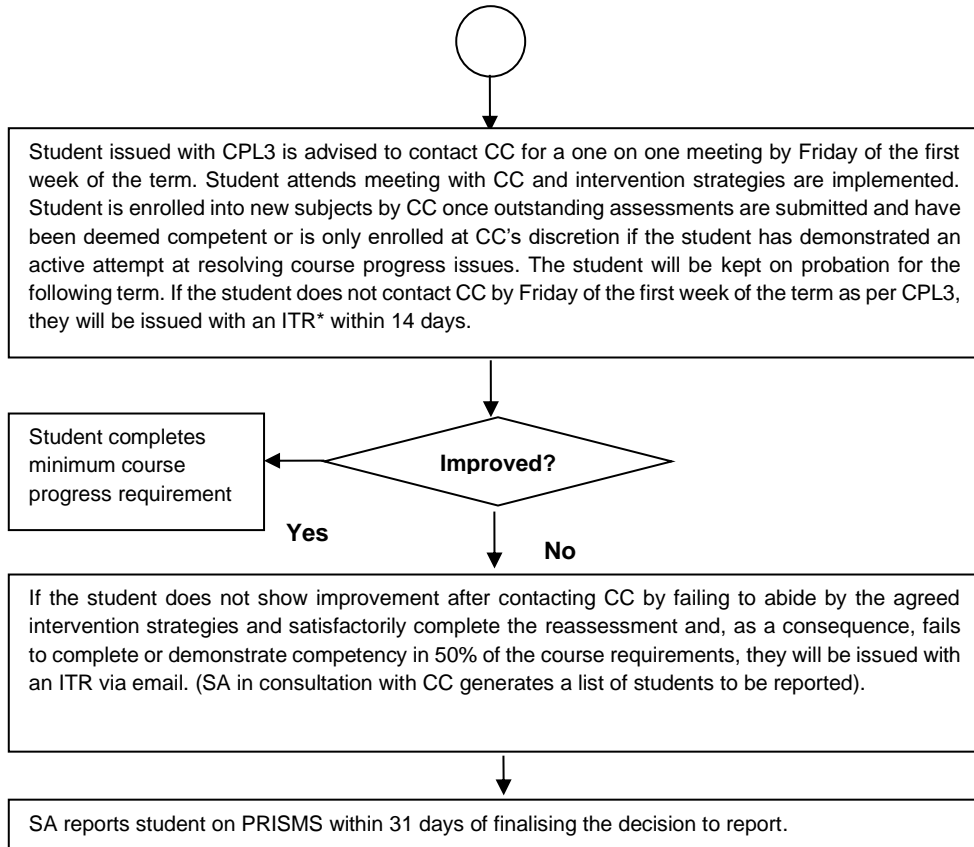 Student issued with CPL3 is advised to contact CC for a one on one meeting by Friday of the first
week of the term. Student attends meeting with CC and intervention strategies are implemented.
Student is enrolled into new subjects by CC once outstanding assessments are submitted and have
been deemed competent or is only enrolled at CC's discretion if the student has demonstrated an
active attempt at resolving course progress issues. The student will be kept on probation for the
following term. If the student does not contact CC by Friday of the first week of the term as per CPL3,
they will be issued with an ITR* within 14 days.
Student completes
minimum course
progress requirement
Improved?
Yes
No
If the student does not show improvement after contacting CC by failing to abide by the agreed
intervention strategies and satisfactorily complete the reassessment and, as a consequence, fails
to complete or demonstrate competency in 50% of the course requirements, they will be issued with
an ITR via email. (SA in consultation with CC generates a list of students to be reported).
SA reports student on PRISMS within 31 days of finalising the decision to report.